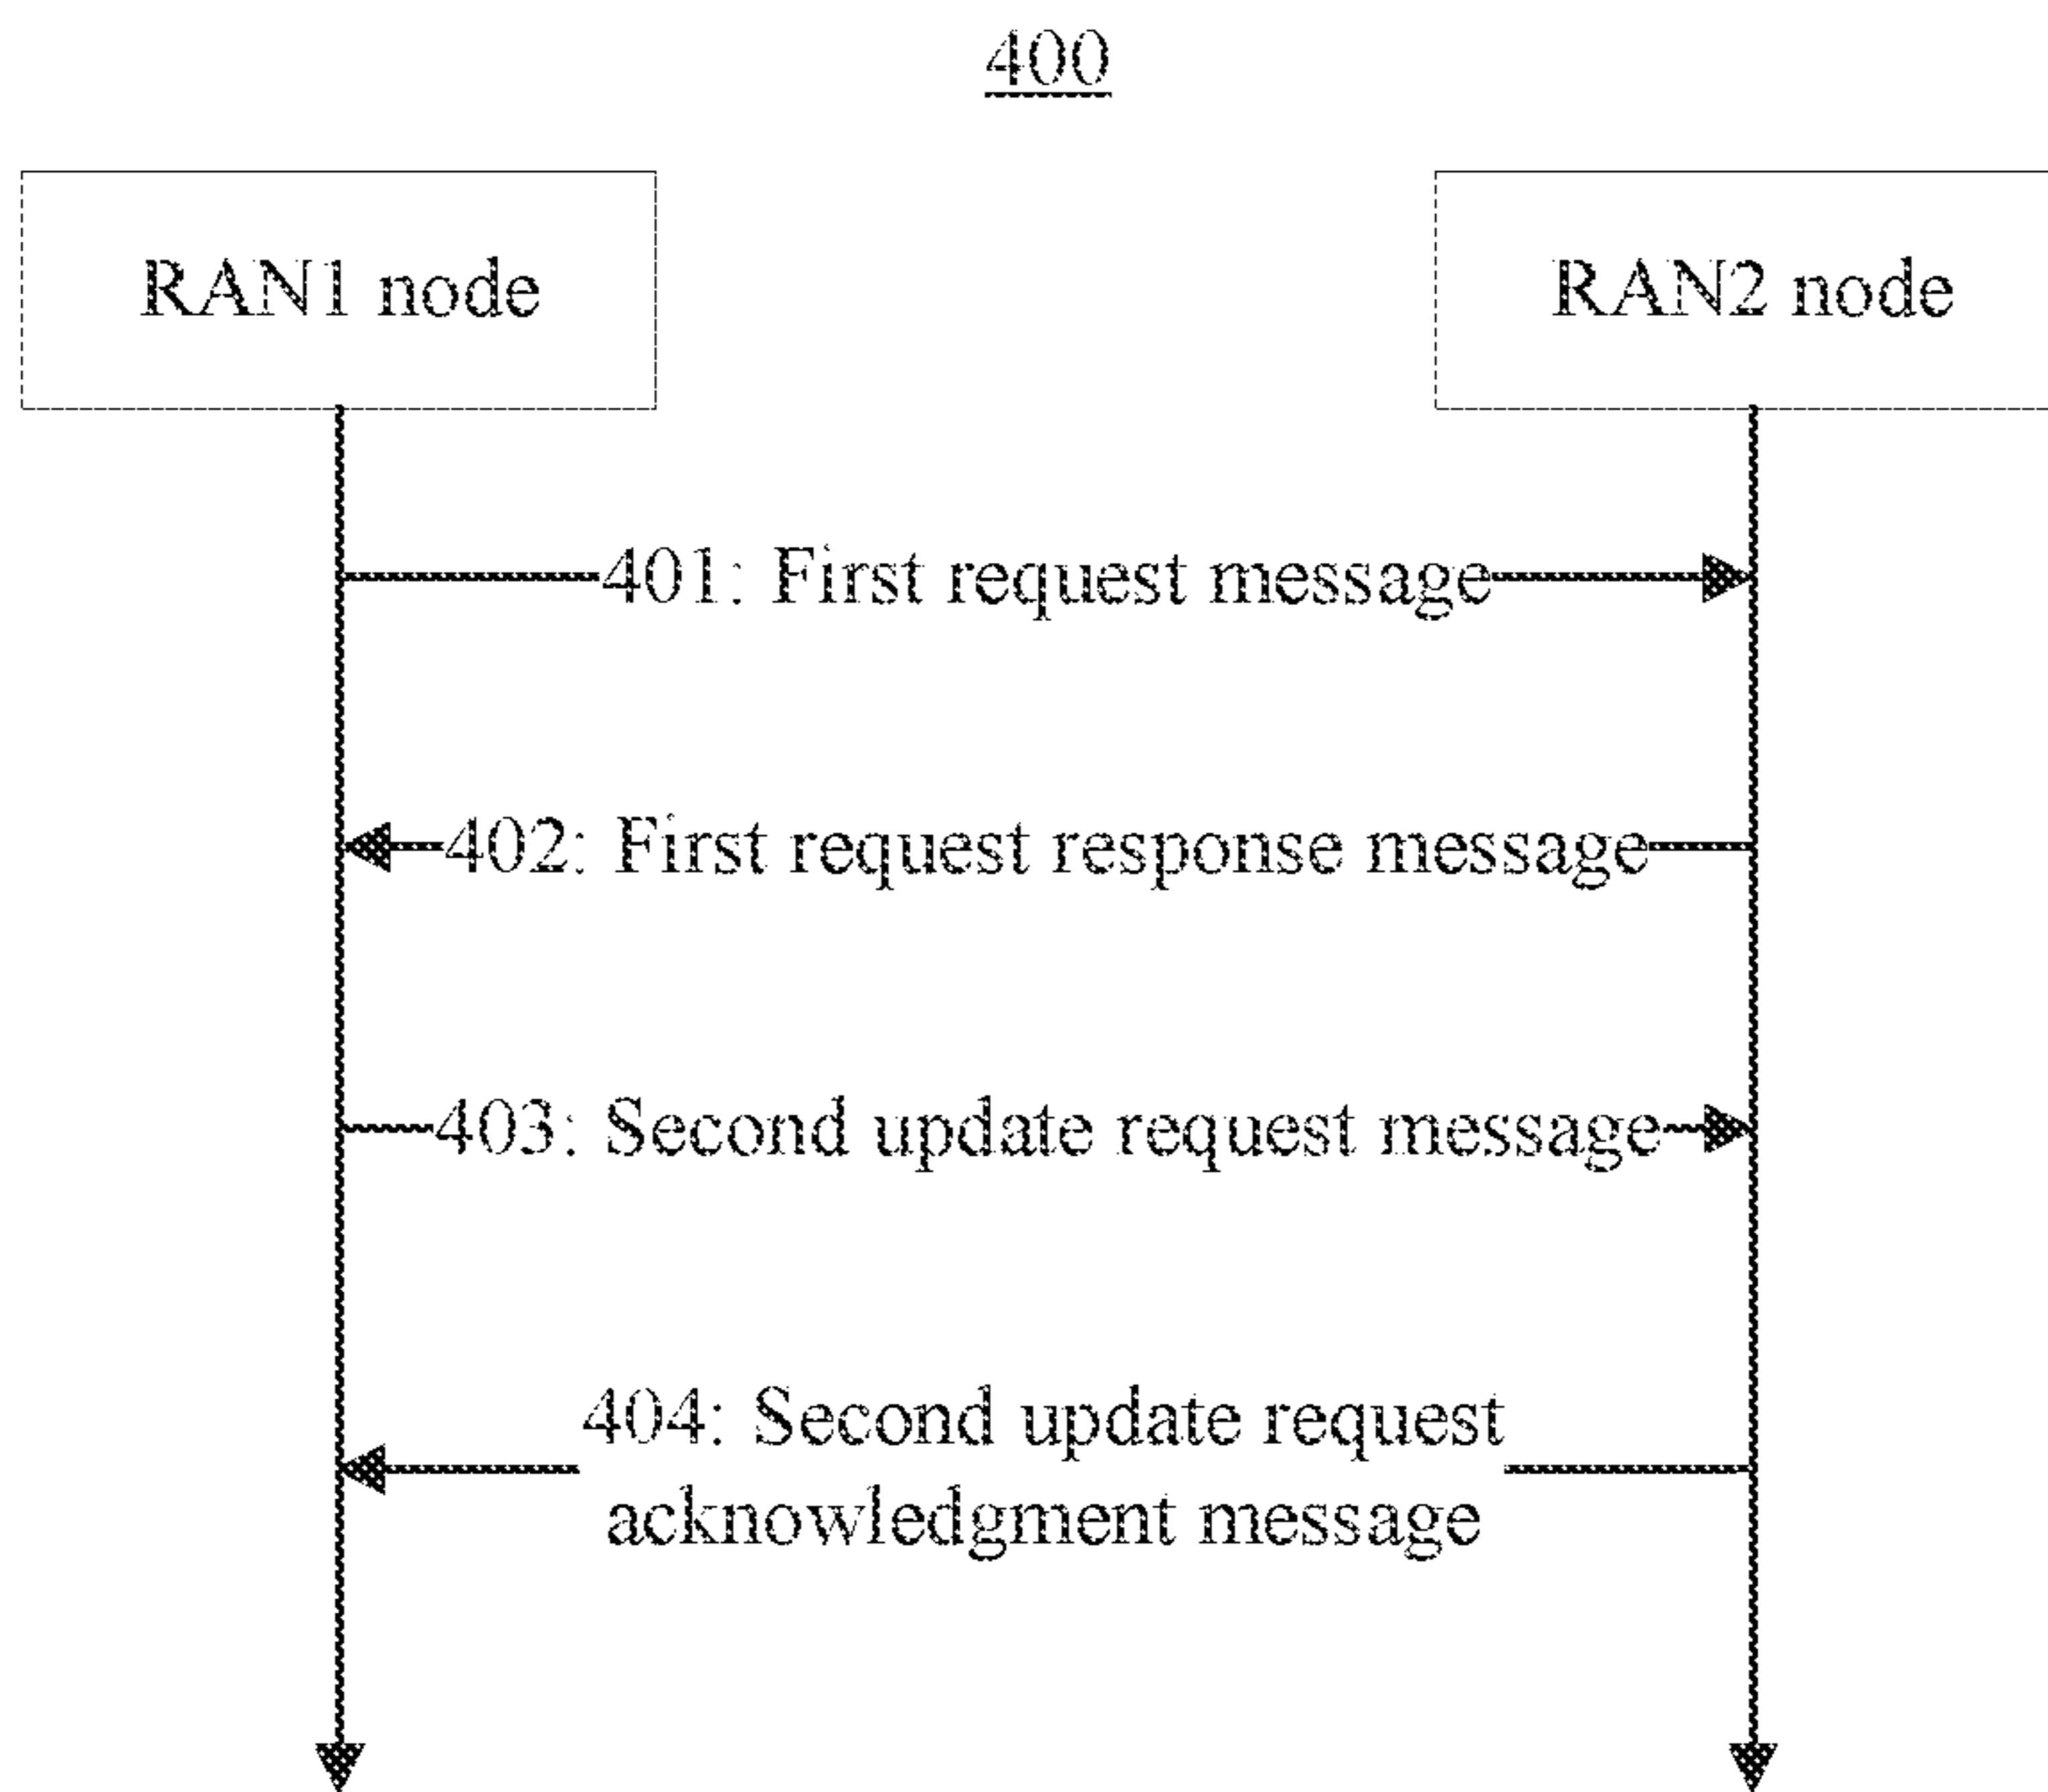 400
RAN1 node
RAN2 node
401: First request message
402: First request response message
403: Second update request message
404: Second update request
acknowledgment message